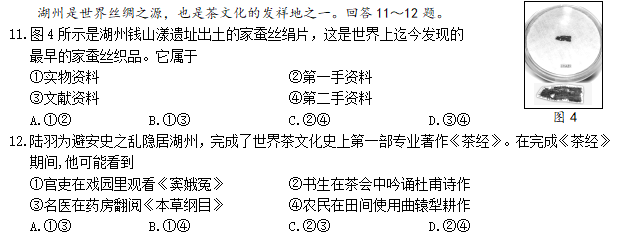 湖州是世界丝绸之源，也是茶文化的发祥地之一。回答11～12题。
11.图4所示是湖州钱山漾遗址出土的家蚕丝绢片，这是世界上迄今发现的
最早的家蚕丝织品。它属于
①实物资料 ②第一手资料
③文献资料 ④第二手资料
A.①② B.①③ C.②④ D.③④
图4
12.陆羽为避安史之乱隐居湖州，完成了世界茶文化史上第一部专业著作《茶经》。在完成《茶经》
期间,他可能看到
①官吏在戏园里观看《窦娥冤》 ②书生在茶会中吟诵杜甫诗作
③名医在药房翻阅《本草纲目》 ④农民在田间使用曲辕犁耕作
A.①③ B.①④ C.②③ D.②④